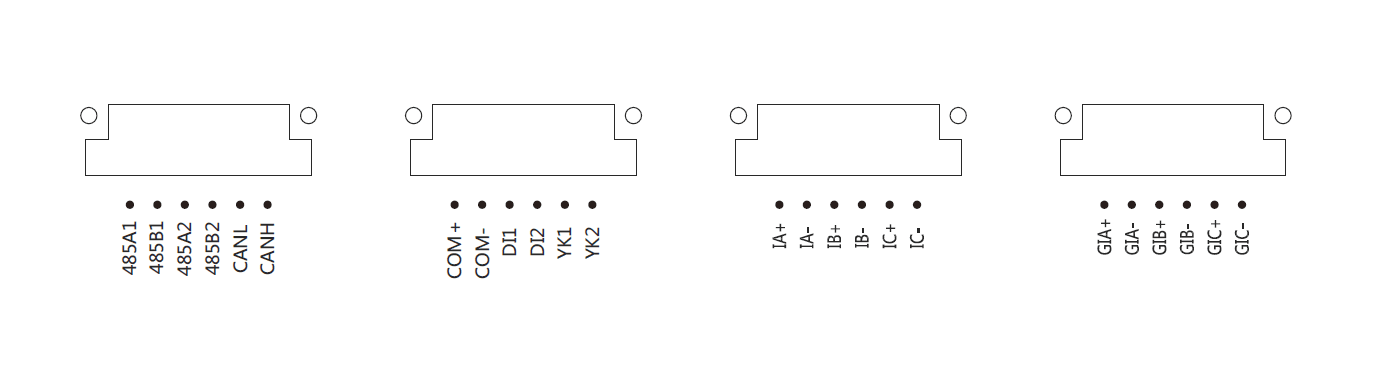 485A1
485B1
485A2
485B2
CANL
CANH
COM+
COM-
DI1
DI2
YK1
YK2
IA+
IA-
IB+
IB-
IC+
IC-
GIA+
GIA-
GIB+
GIB-
GIC+
GIC-